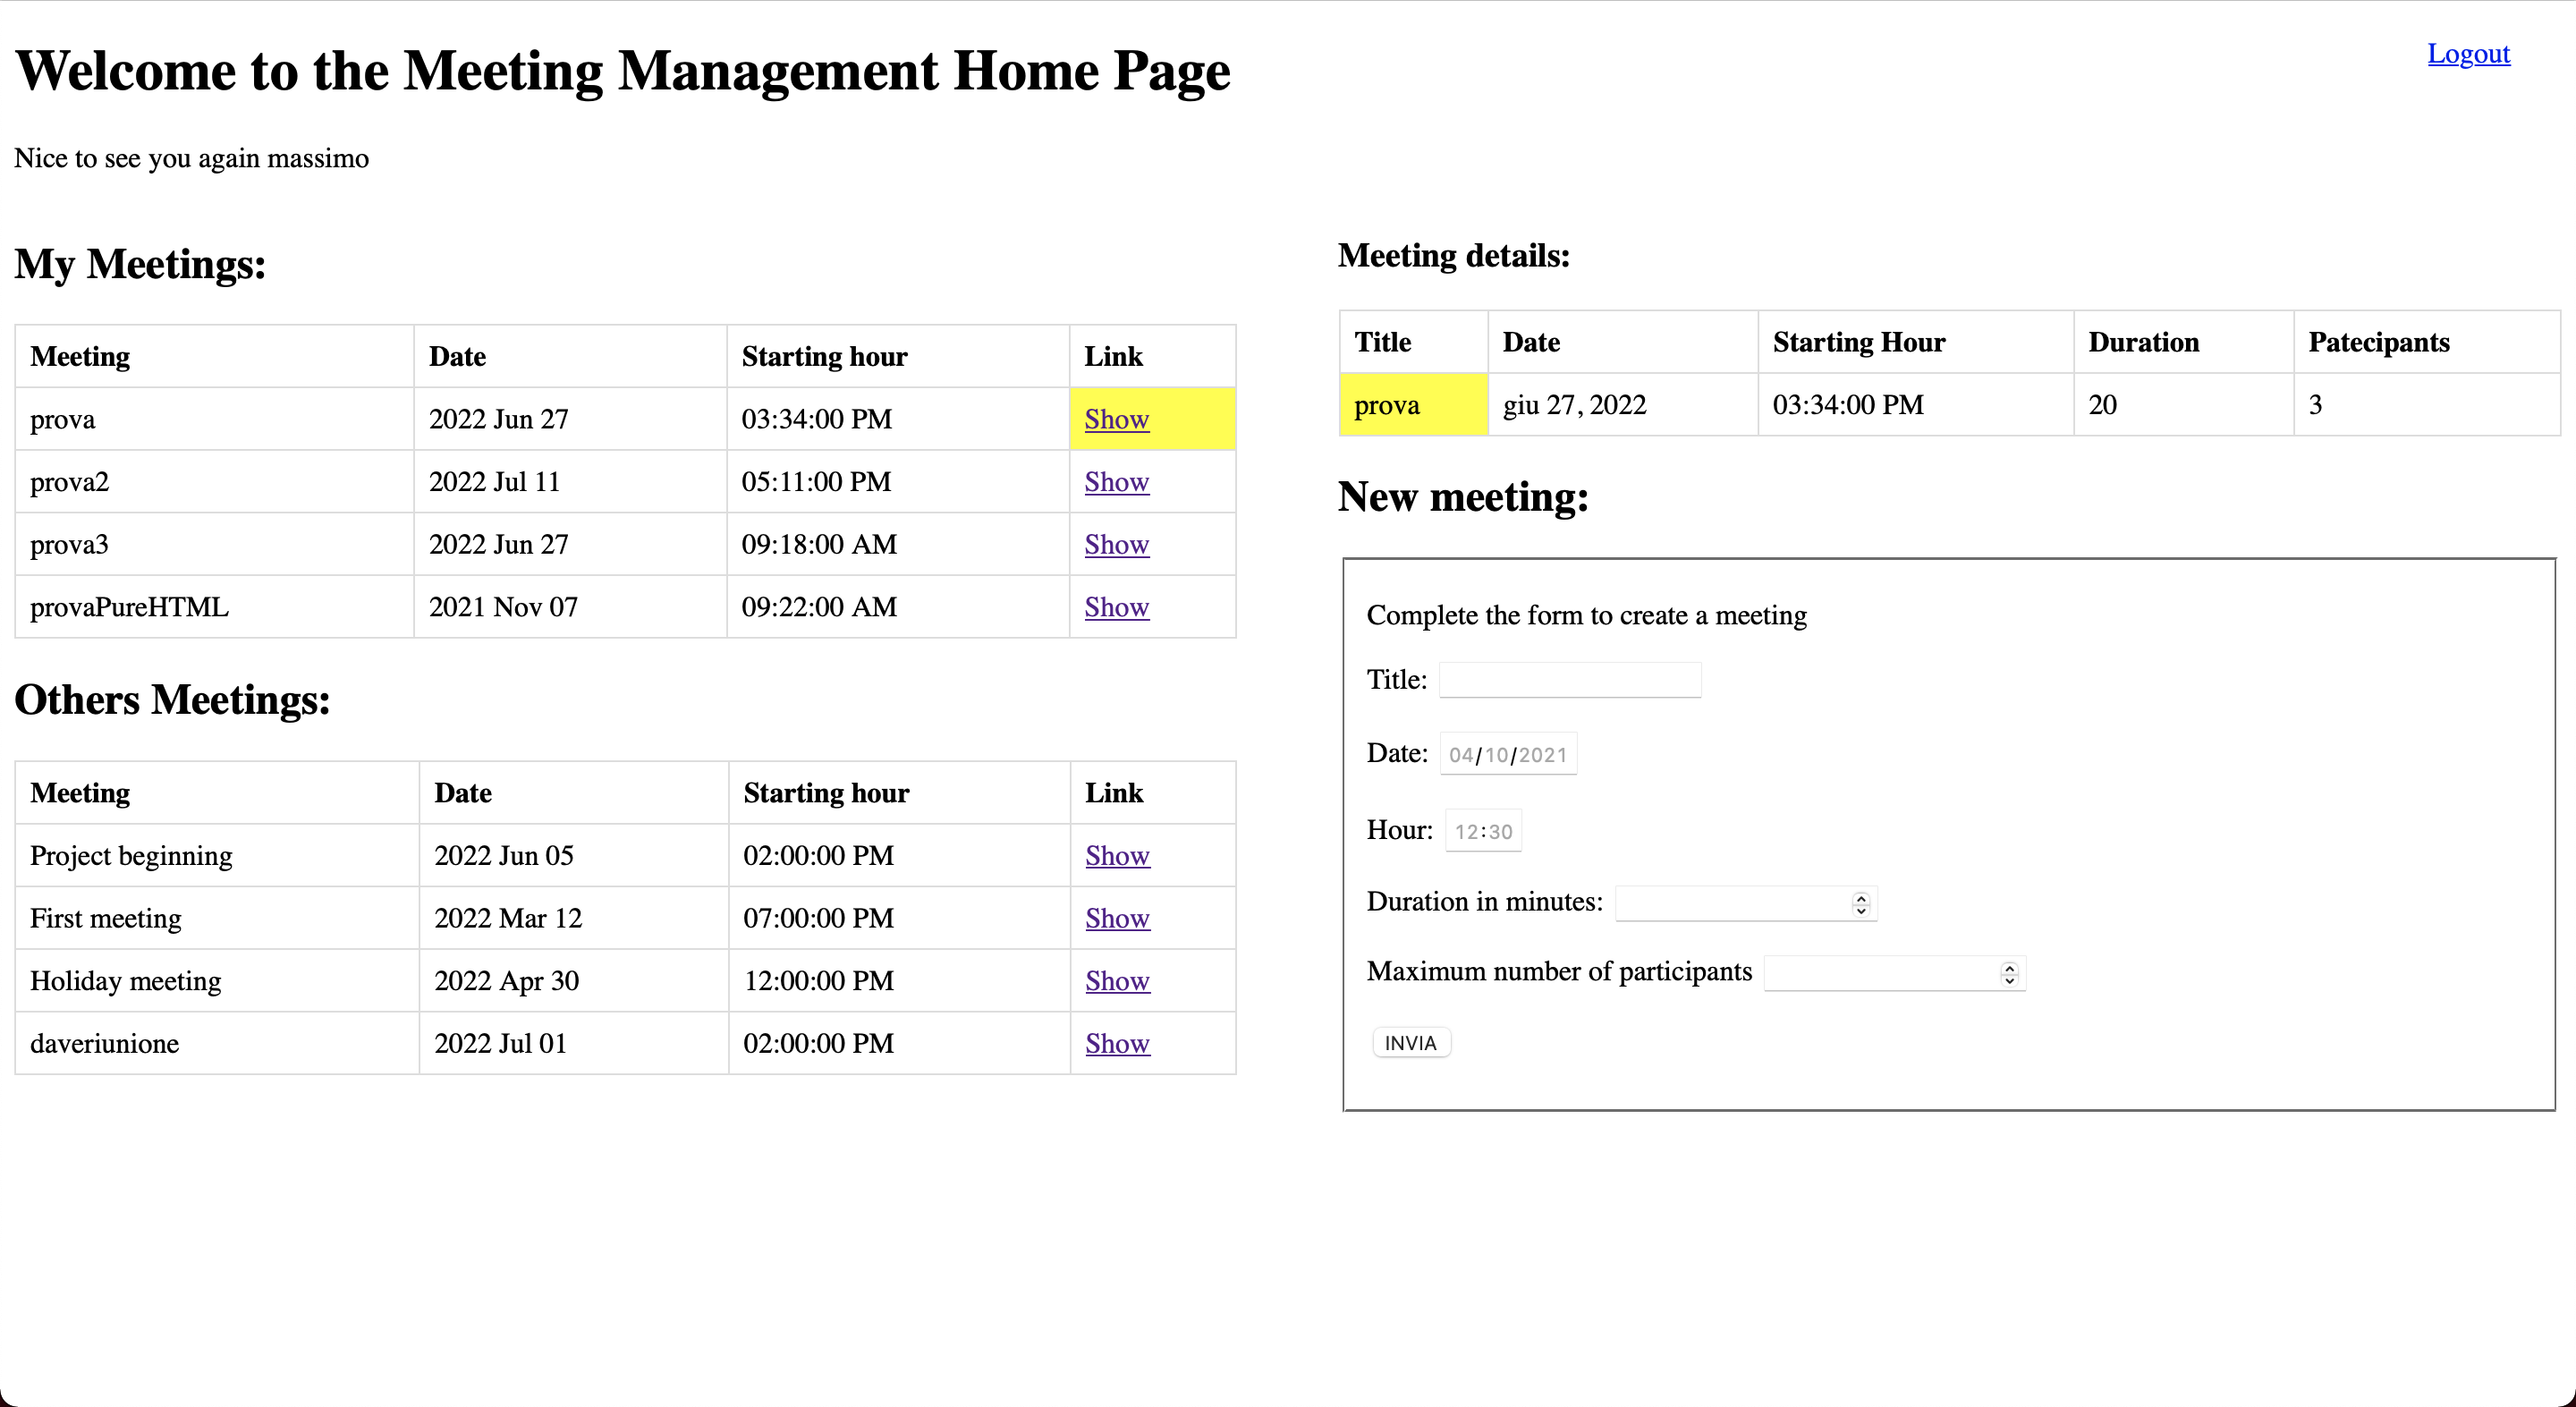 Welcome to the Meeting Management Home Page
Logout
Nice to see you again massimo
My Meetings:
Meeting Date Starting hour Link
prova 2022 Jun 27 03:34:00 PM Show
prova2 2022 Jul 11 05:11:00 PM Show
prova3 2022 Jun 27 09:18:00 AM Show
provaPureHTML 2021 Nov 07 09:22:00 AM Show
Others Meetings:
Meeting Date Starting hour Link
Project beginning 2022 Jun 05 02:00:00 PM Show
First meeting 2022 Mar 12 07:00:00 PM Show
Holiday meeting 2022 Apr 30 12:00:00 PM Show
daveriunione 2022 Jul 01 02:00:00 PM Show
Meeting details:
Title Date Starting Hour Duration Patecipants
prova giu 27, 2022 03:34:00 PM 20 3
New meeting:
Complete the form to create a meeting
Title:
Date: 04/10/2021
Hour: 12:30
Duration in minutes:
Maximum number of participants
INVIA